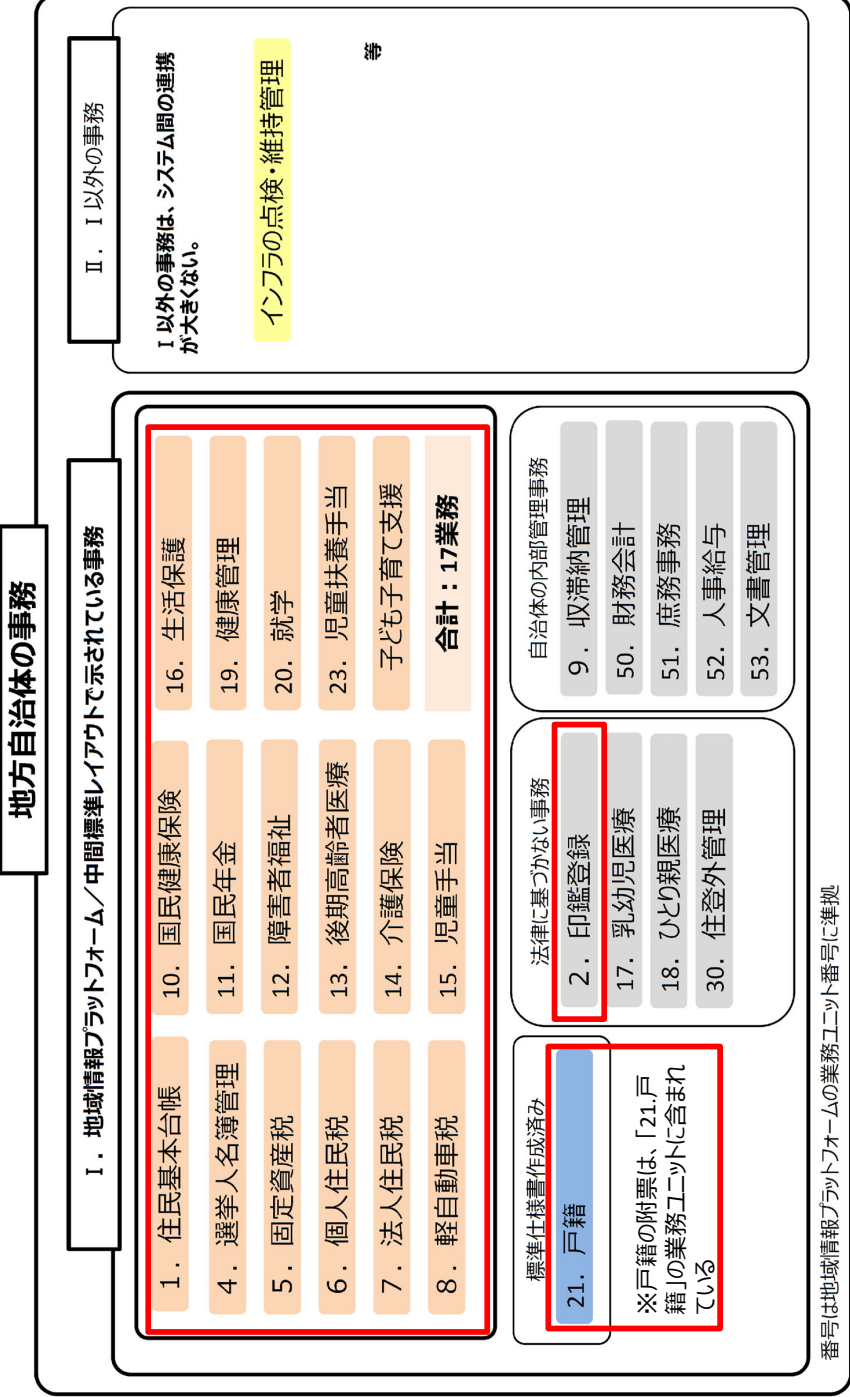 地方自治体の事務
Ⅰ．地域情報プラットフォーム／中間標準レイアウトで示されている事務
1．住民基本台帳
4．選挙人名簿管理
5．固定資産税
6．個人住民税
7．法人住民税
8．軽自動車税
10．国民健康保険
11．国民年金
12．障害者福祉
13．後期高齢者医療
14．介護保険
15．児童手当
16．生活保護
19．健康管理
20．就学
23．児童扶養手当
子ども子育て支援
合計：17業務
標準仕様書作成済み
21．戸籍
※戸籍の附票は、「21.戸
籍」の業務ユニットに含まれ
ている
法律に基づかない事務
2．印鑑登録
17．乳幼児医療
18．ひとり親医療
30．住登外管理
自治体の内部管理事務
9．収滞納管理
50．財務会計
51．庶務事務
52．人事給与
53．文書管理
Ⅱ．Ⅰ以外の事務
Ⅰ以外の事務は、システム間の連携
が大きくない。
インフラの点検・維持管理
等
番号は地域情報プラットフォームの業務ユニット番号に準拠